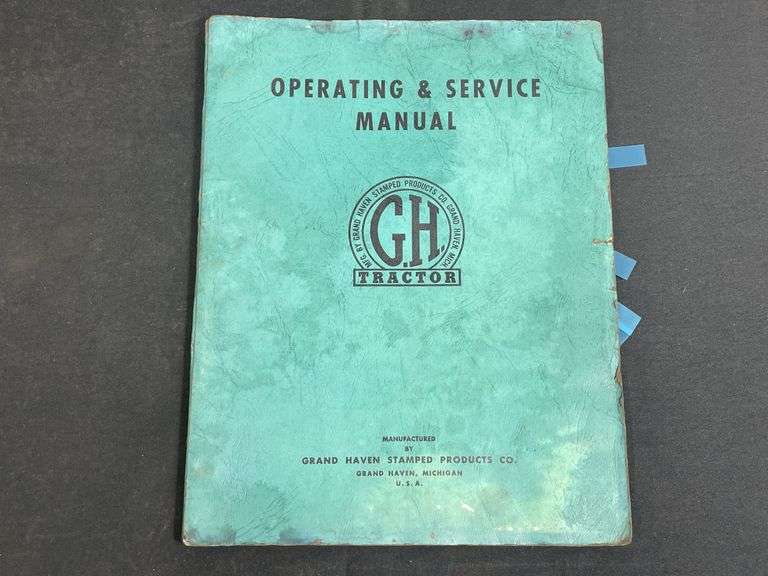 OPERATING & SERVICE
MANUAL
MFG BY GRAND HAVEN STAMPED PRODUCTS CO. GRAND HAVEN, MICH
G.H.
TRACTOR
MANUFACTURED
BY
GRAND HAVEN STAMPED PRODUCTS CO.
GRAND HAVEN, MICHIGAN
U.S.A.